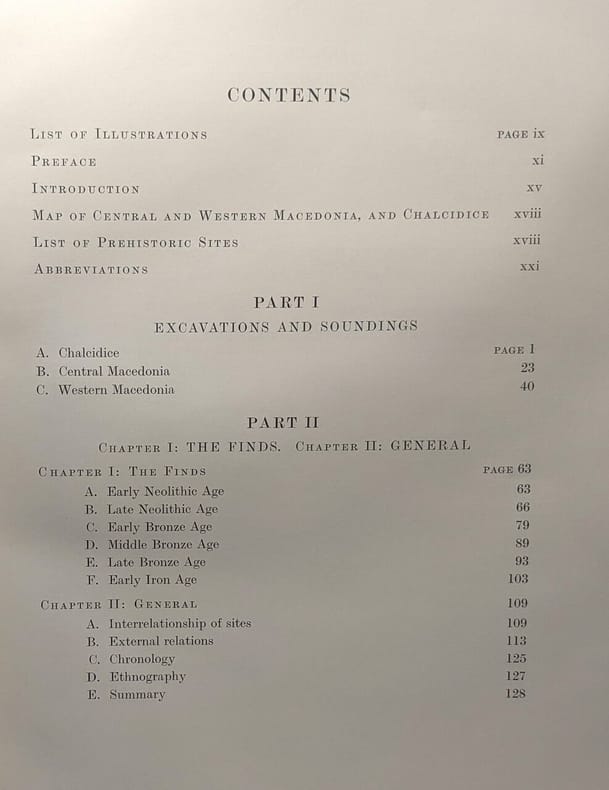 CONTENTS
LIST OF ILLUSTRATIONS PAGE ix
PREFACE xi
INTRODUCTION xv
MAP OF CENTRAL AND WESTERN MACEDONIA, AND CHALCIDICE xviii
LIST OF PREHISTORIC SITES xviii
ABBREVIATIONS xxi
PART I
EXCAVATIONS AND SOUNDINGS
A. Chalcidice PAGE 1
B. Central Macedonia 23
C. Western Macedonia 40
PART II
CHAPTER I: THE FINDS. CHAPTER II: GENERAL
CHAPTER I: THE FINDS PAGE 63
A. Early Neolithic Age 63
B. Late Neolithic Age 66
C. Early Bronze Age 79
D. Middle Bronze Age 89
E. Late Bronze Age 93
F. Early Iron Age 103
CHAPTER II: GENERAL 109
A. Interrelationship of sites 109
B. External relations 113
C. Chronology 125
D. Ethnography 127
E. Summary 128